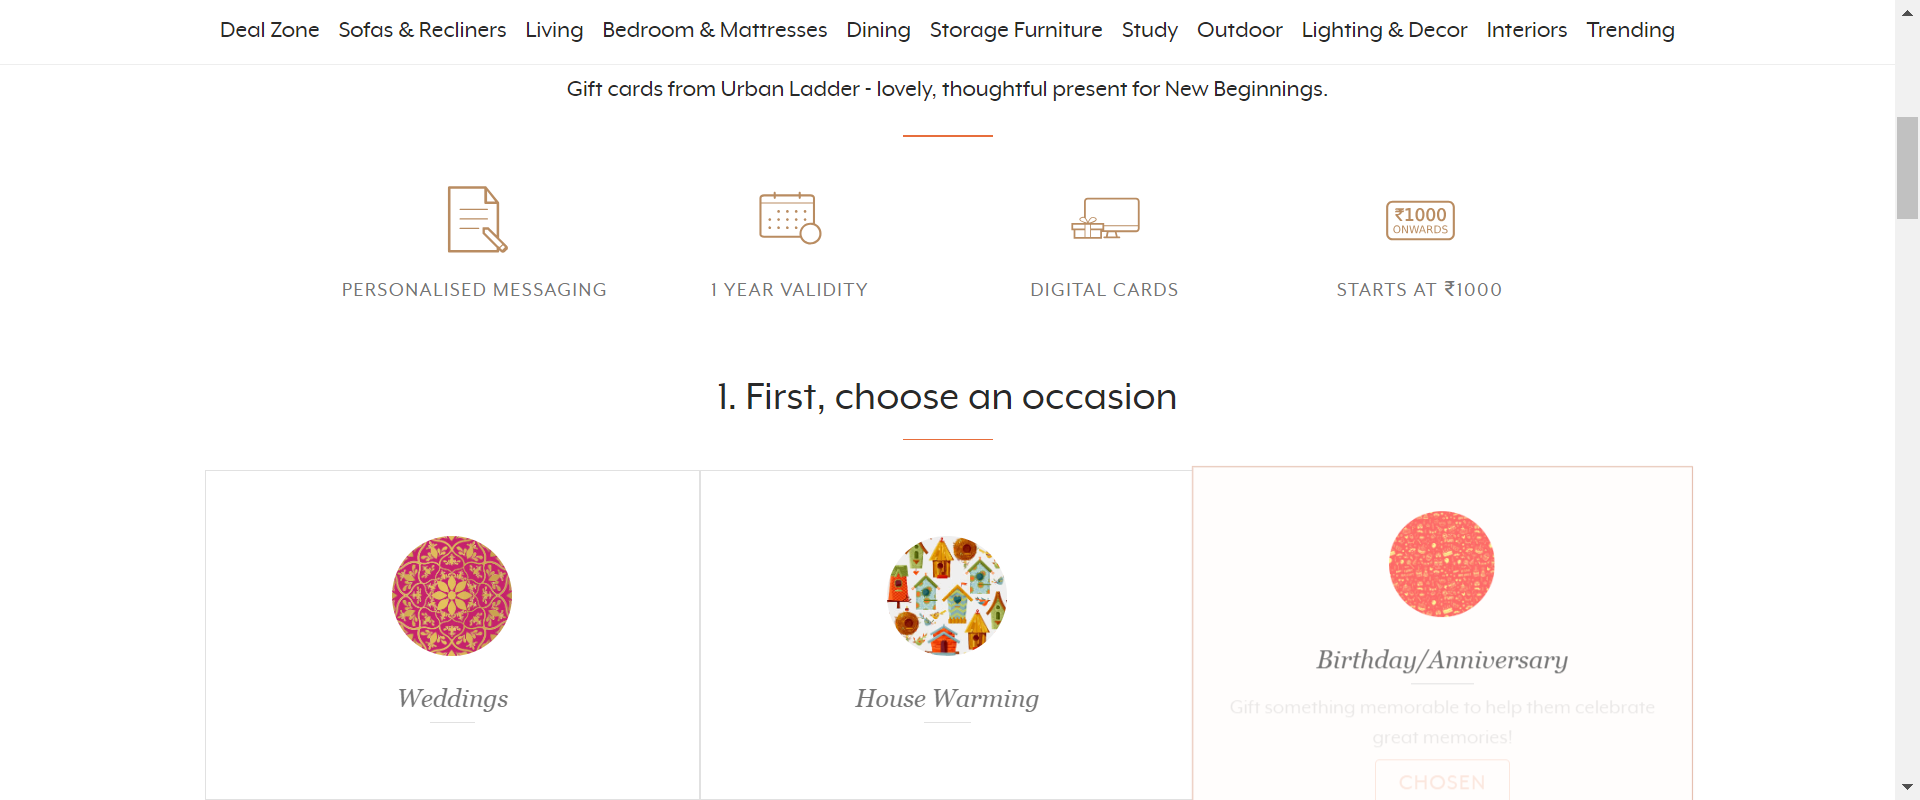 Deal Zone Sofas & Recliners Living Bedroom & Mattresses Dining Storage Furniture Study Outdoor Lighting & Decor Interiors Trending
Gift cards from Urban Ladder - lovely, thoughtful present for New Beginnings.
₹1000
ONWARDS
PERSONALISED MESSAGING 1 YEAR VALIDITY DIGITAL CARDS STARTS AT ₹1000
1. First, choose an occasion
Weddings
House Warming
Birthday/Anniversary
Gift something memorable to help them celebrate
great memories!
CHOSEN